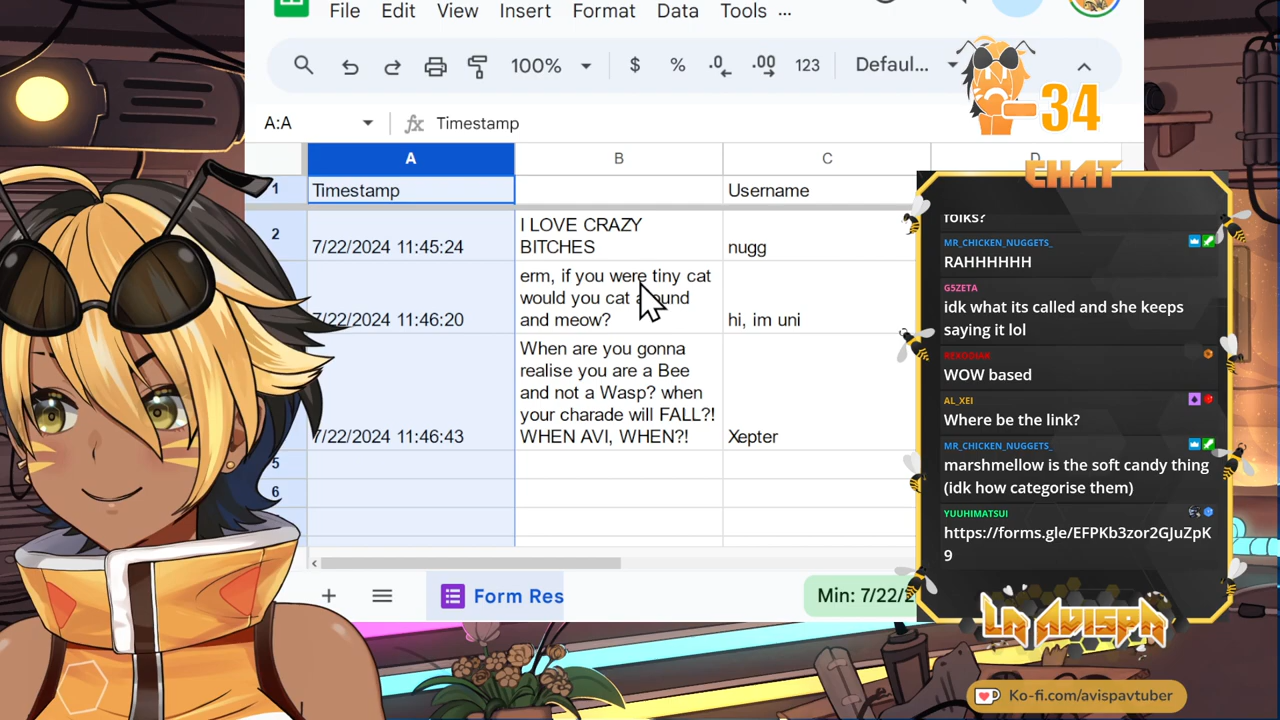 File Edit View Insert Format Data Tools ...
100% $ % .0 .00 123 Defaul...
-34
A:A fx Timestamp
A B C D
1 Timestamp Username
2 7/22/2024 11:45:24 I LOVE CRAZY
BITCHES nugg
7/22/2024 11:46:20 erm, if you were tiny cat
would you cat around
and meow? hi, im uni
7/22/2024 11:46:43 When are you gonna
realise you are a Bee
and not a Wasp? when
your charade will FALL?!
WHEN AVI, WHEN?! Xepter
5
6
+ Form Res Min: 7/22/2
CHAT
folks?
MR_CHICKEN_NUGGETS_
RAHHHHHH
G5ZETA
idk what its called and she keeps
saying it lol
REKODIAK
WOW based
AL_XEI
Where be the link?
MR_CHICKEN_NUGGETS_
marshmellow is the soft candy thing
(idk how categorise them)
YUUHIMATSUI
https://forms.gle/EFPKb3zor2GJuZpK
9
LA AVISPA
Ko-fi.com/avispavtuber